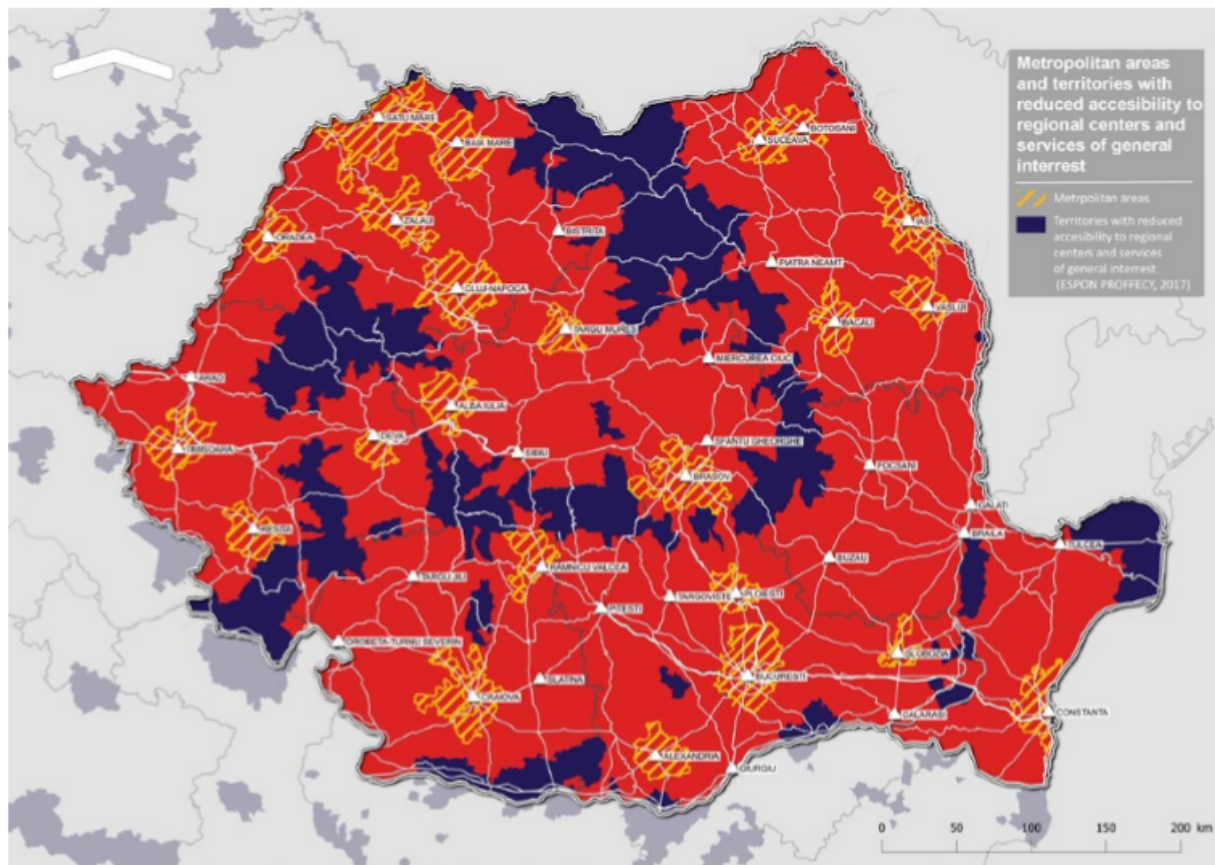 Metropolitan areas
and territories with
reduced accesibility to
regional centers and
services of general
interrest
Metrpolitan areas
Territories with reduced
accesibility to regional
centers and services
of general interrest
(ESPON PROFFECY, 2017)
SATU MARE
BAIA MARE
SUCEAVA
BOTOSANI
ZALAU
IASI
BISTRITA
ORADEA
PIATRA NEAMT
CLUJ-NAPOCA
VASLUI
BACAU
TARGU MURES
MIERCUREA CIUC
ARAD
ALBA IULIA
DEVA
SFANTU GHEORGHE
TIMISOARA
SIBIU
FOCSANI
BRASOV
GALATI
RESITA
BRAILA
TULCEA
BUZAU
RAMNICU VALCEA
TARGU JIU
PLOIESTI
TARGOVISTE
PITESTI
DROBETA-TURNU SEVERIN
SLOBOZIA
BUCURESTI
SLATINA
CRAIOVA
CALARASI
CONSTANTA
ALEXANDRIA
GIURGIU
0 50 100 150 200 km